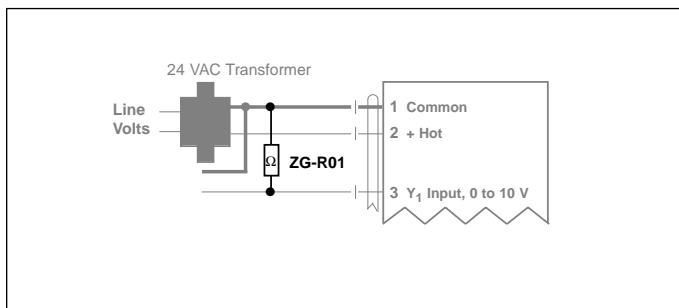 24 VAC Transformer
Line
Volts
1 Common
2 + Hot
Ω ZG-R01
3 Y₁ Input, 0 to 10 V